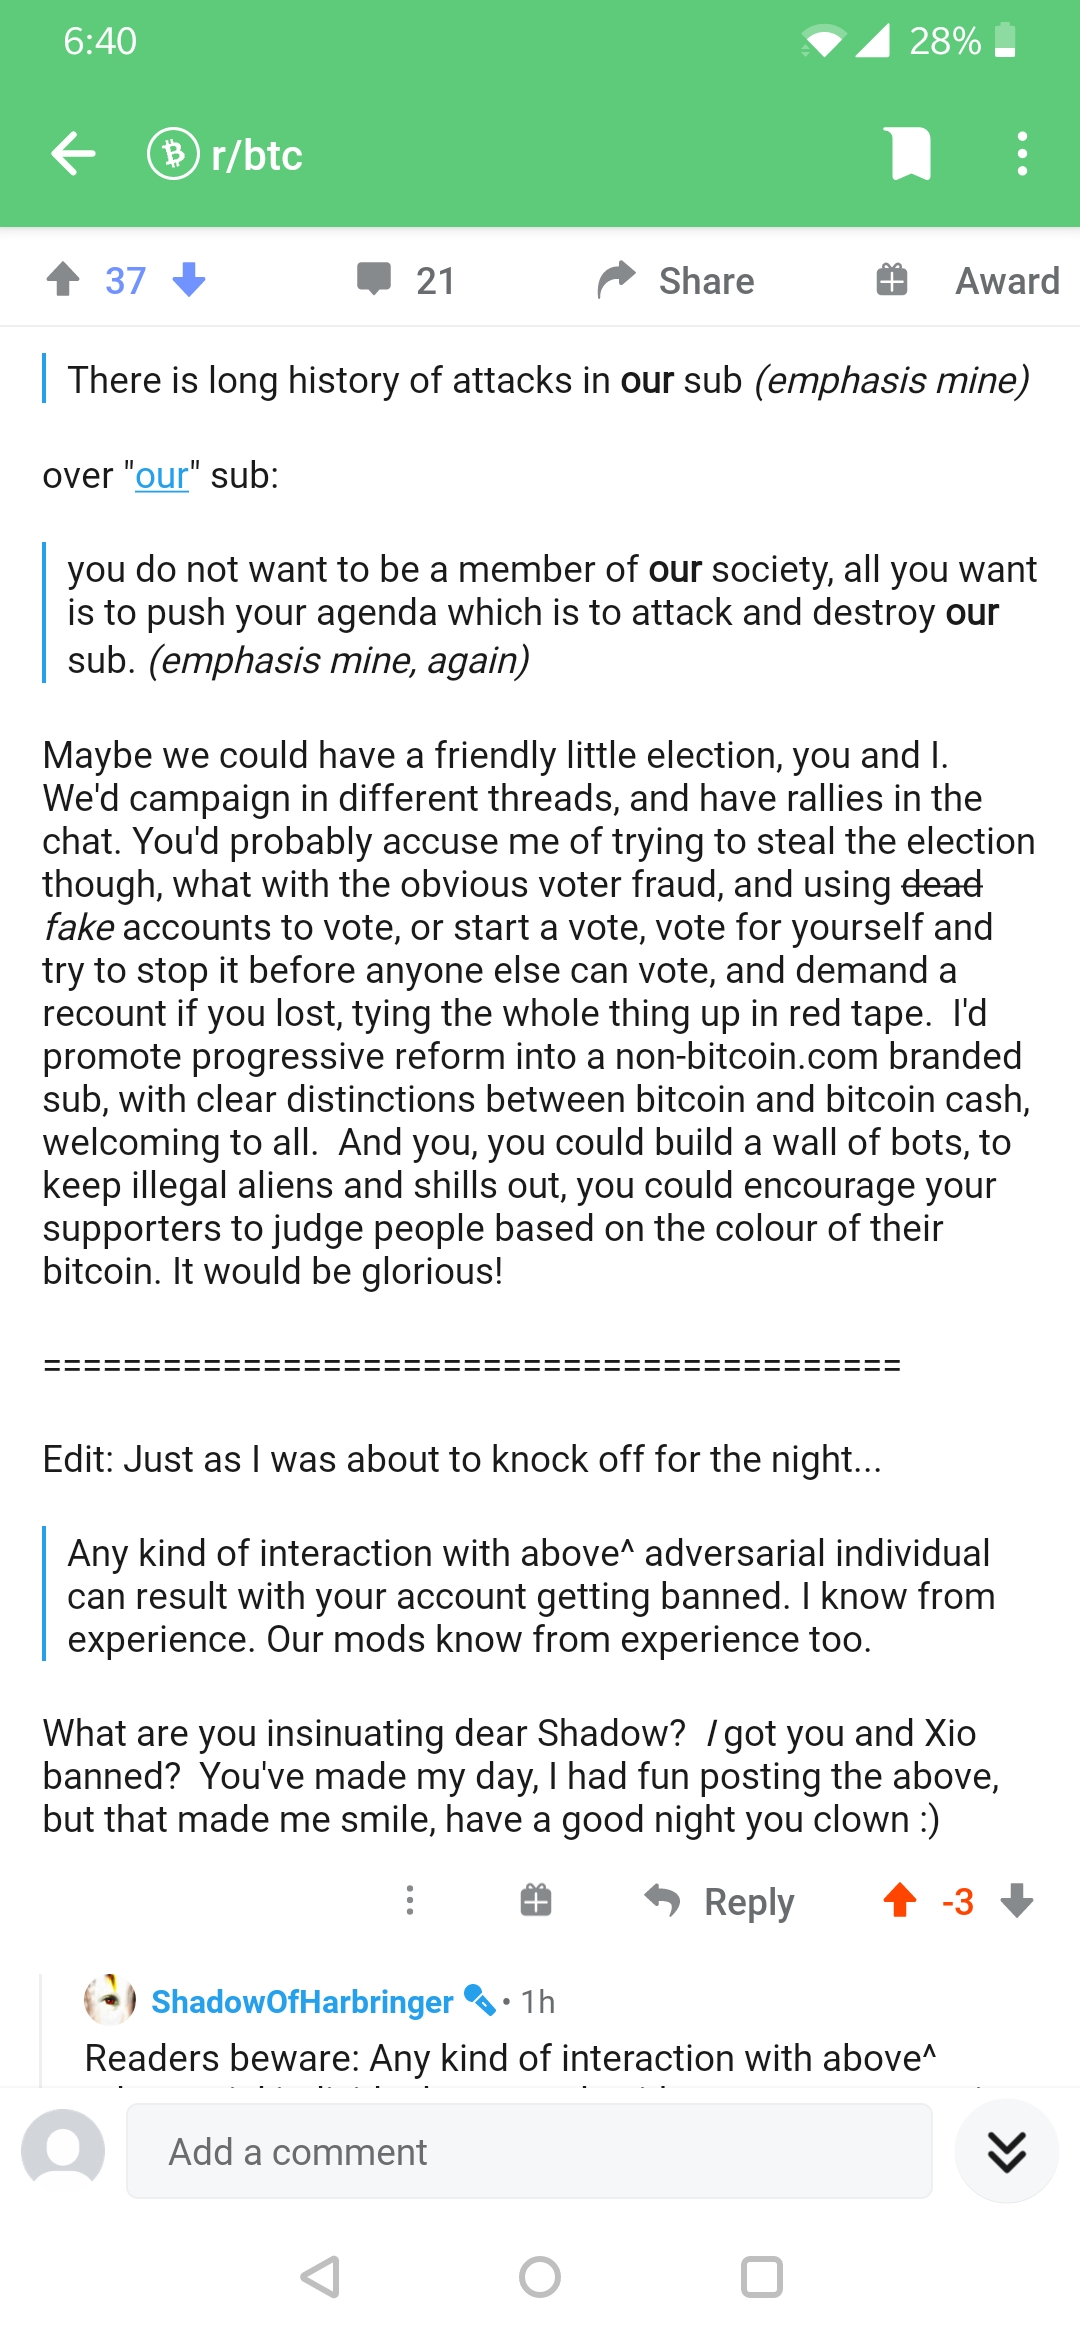 6:40
28%
r/btc
37
21
Share
Award
There is long history of attacks in our sub (emphasis mine)
over "our" sub:
you do not want to be a member of our society, all you want
is to push your agenda which is to attack and destroy our
sub. (emphasis mine, again)
Maybe we could have a friendly little election, you and I.
We'd campaign in different threads, and have rallies in the
chat. You'd probably accuse me of trying to steal the election
though, what with the obvious voter fraud, and using dead
fake accounts to vote, or start a vote, vote for yourself and
try to stop it before anyone else can vote, and demand a
recount if you lost, tying the whole thing up in red tape.  I'd
promote progressive reform into a non-bitcoin.com branded
sub, with clear distinctions between bitcoin and bitcoin cash,
welcoming to all.  And you, you could build a wall of bots, to
keep illegal aliens and shills out, you could encourage your
supporters to judge people based on the colour of their
bitcoin. It would be glorious!
==========================================
Edit: Just as I was about to knock off for the night...
Any kind of interaction with above^ adversarial individual
can result with your account getting banned. I know from
experience. Our mods know from experience too.
What are you insinuating dear Shadow?  I got you and Xio
banned?  You've made my day, I had fun posting the above,
but that made me smile, have a good night you clown :)
Reply
-3
ShadowOfHarbringer • 1h
Readers beware: Any kind of interaction with above^
Add a comment